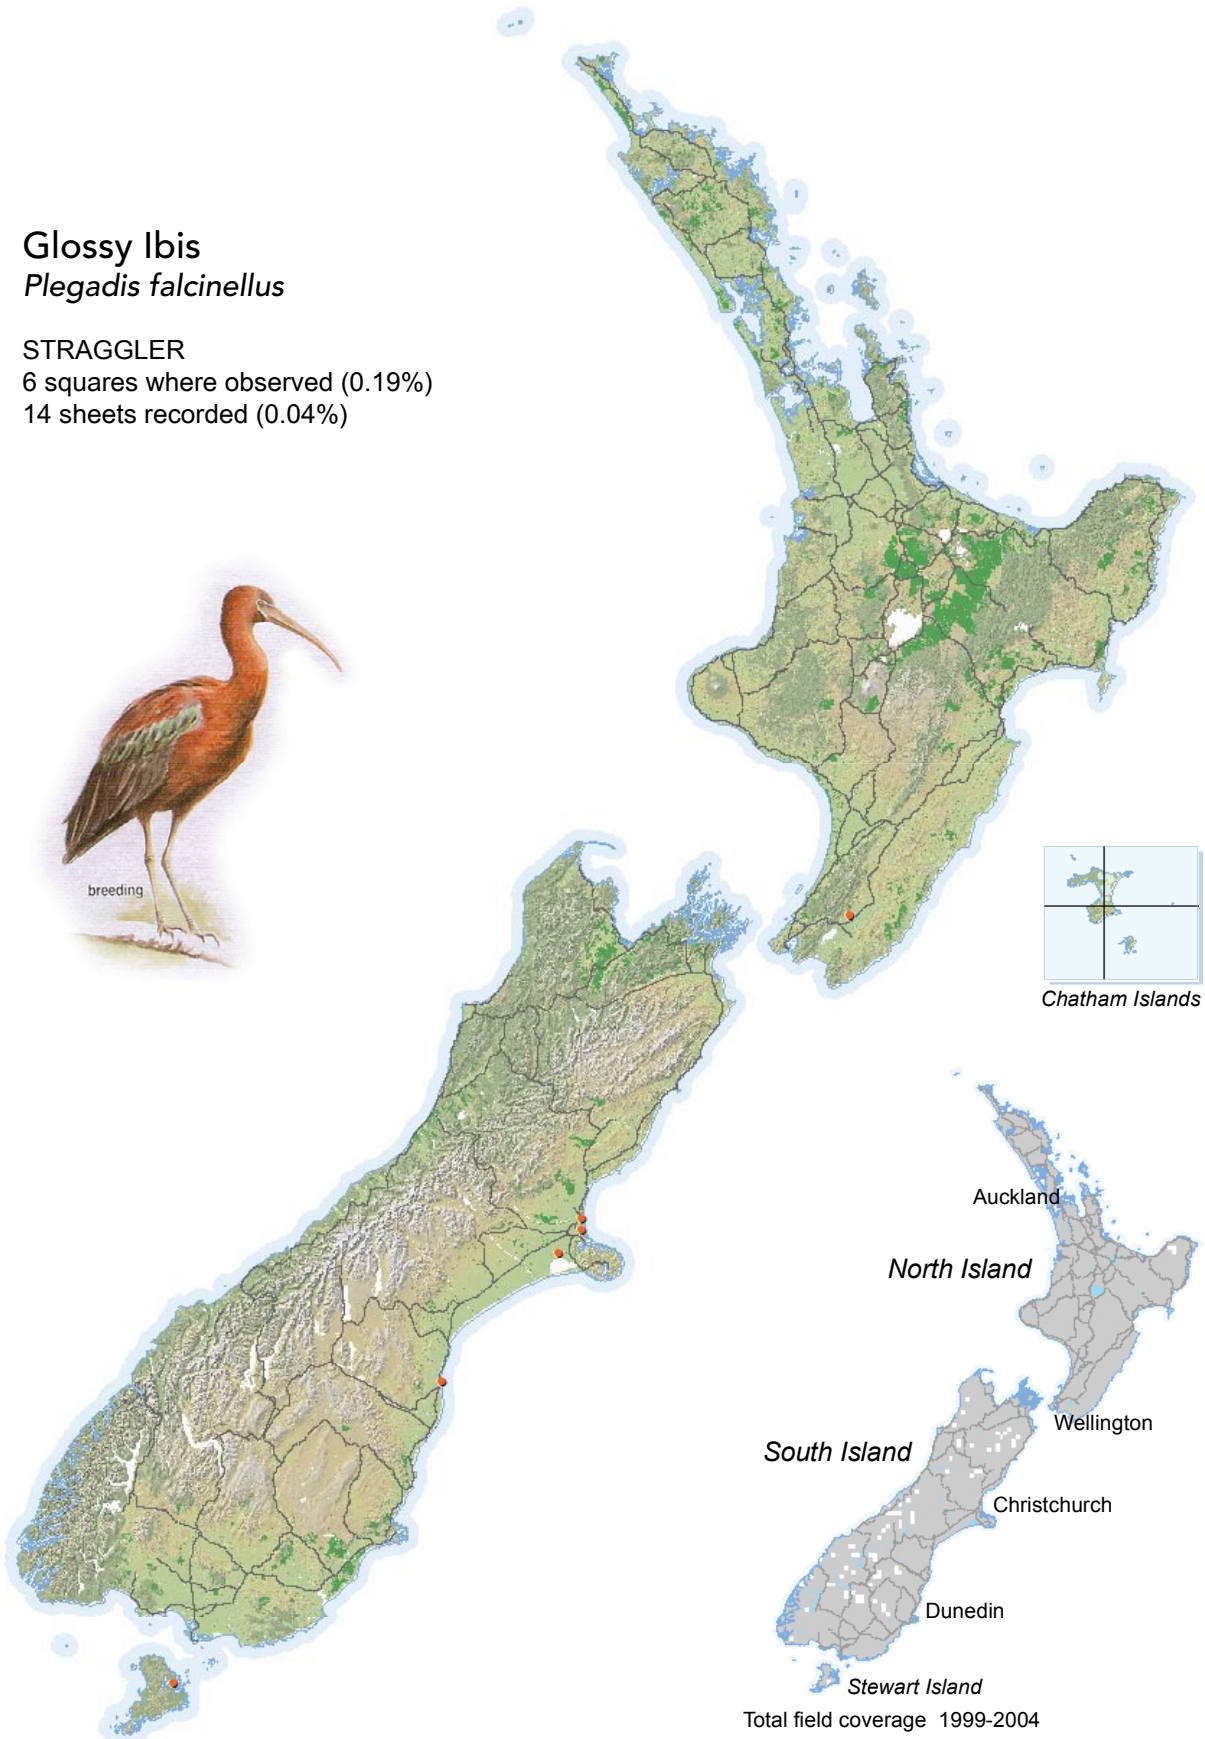 Glossy Ibis
Plegadis falcinellus
STRAGGLER
6 squares where observed (0.19%)
14 sheets recorded (0.04%)
breeding
Chatham Islands
Auckland
North Island
Wellington
South Island
Christchurch
Dunedin
Stewart Island
Total field coverage 1999-2004